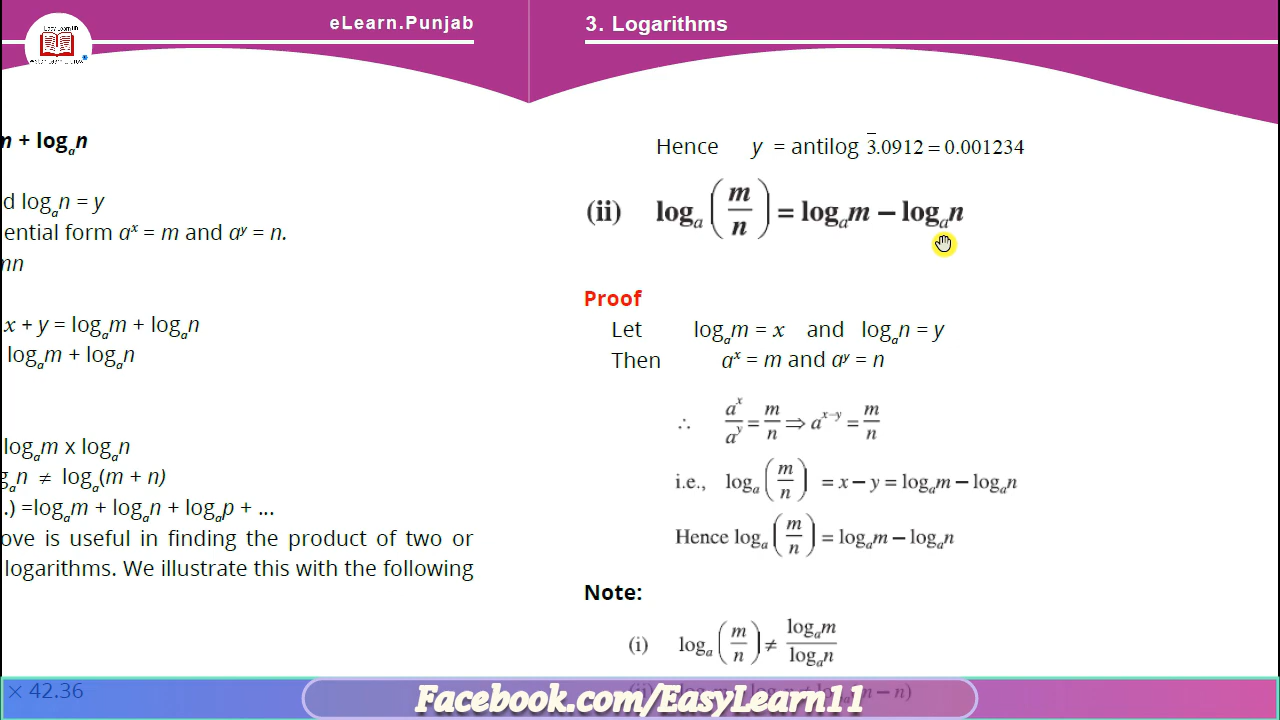 eLearn.Punjab
3. Logarithms
Easy Learn
m + logₐn
d logₐn = y
ential form aˣ = m and aʸ = n.
mn
x + y = logₐm + logₐn
logₐm + logₐn
logₐm x logₐn
gₐn ≠ logₐ(m + n)
.) =logₐm + logₐn + logₐp + ...
ove is useful in finding the product of two or
logarithms. We illustrate this with the following
× 42.36
Hence y = antilog 3̅.0912 = 0.001234
(ii) logₐ (m/n) = logₐm – logₐn
Proof
Let logₐm = x and logₐn = y
Then aˣ = m and aʸ = n
∴ aˣ/aʸ = m/n ⇒ aˣ⁻ʸ = m/n
i.e., logₐ (m/n) = x – y = logₐm – logₐn
Hence logₐ (m/n) = logₐm – logₐn
Note:
(i) logₐ (m/n) ≠ logₐm/logₐn
n – n)
Facebook.com/EasyLearn11